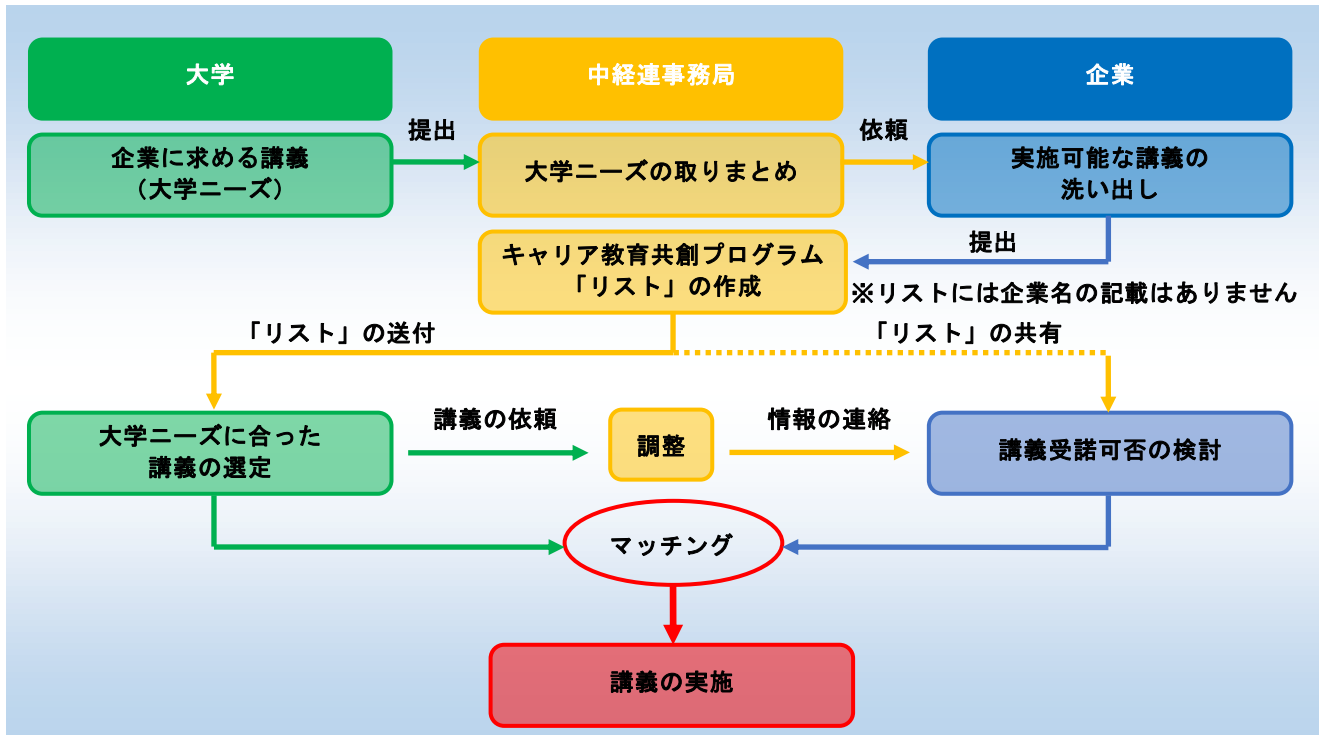 大学
中経連事務局
企業
提出
依頼
企業に求める講義
（大学ニーズ）
大学ニーズの取りまとめ
実施可能な講義の
洗い出し
提出
キャリア教育共創プログラム
「リスト」の作成
※リストには企業名の記載はありません
「リスト」の送付
「リスト」の共有
講義の依頼
情報の連絡
大学ニーズに合った
講義の選定
調整
講義受諾可否の検討
マッチング
講義の実施